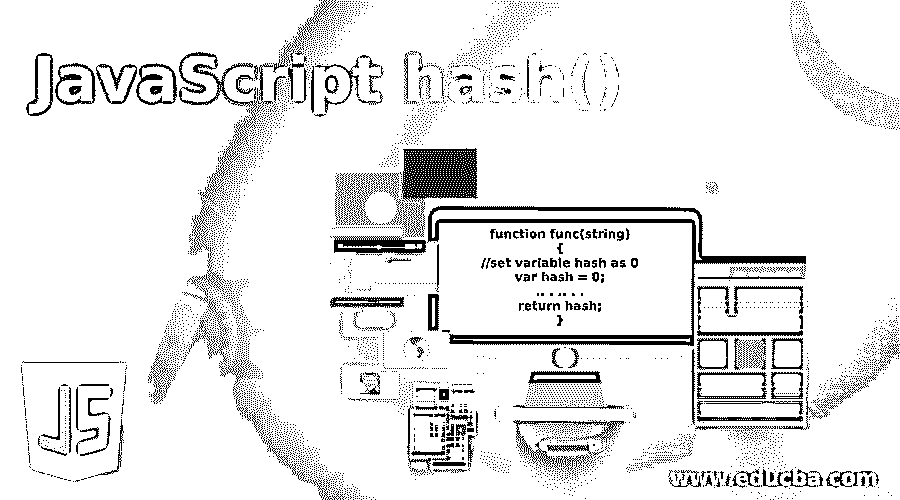 JavaScript hash()
function func(string)
{
//set variable hash as 0
var hash = 0;
.. . .. . .
return hash;
}
JS
www.educba.com